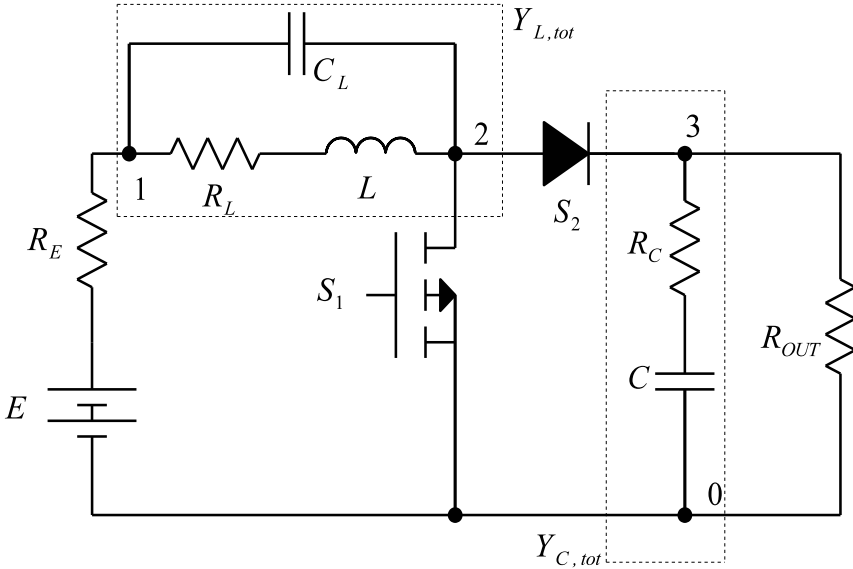 Y_{L,tot}
C_L
2
3
1
R_L
L
S_2
R_E
R_C
S_1
R_{OUT}
C
E
0
Y_{C,tot}